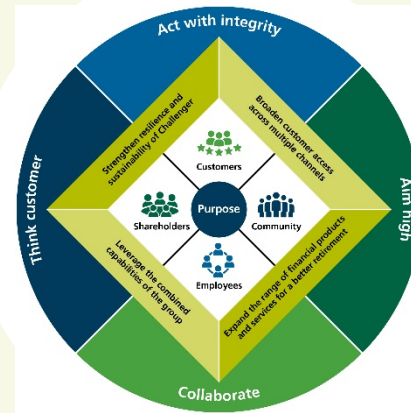 Act with integrity
Think customer
Aim high
Collaborate
Strengthen resilience and
sustainability of Challenger
Broaden customer access
across multiple channels
Customers
Shareholders
Purpose
Community
Employees
Leverage the combined
capabilities of the group
Expand the range of financial products
and services for a better retirement